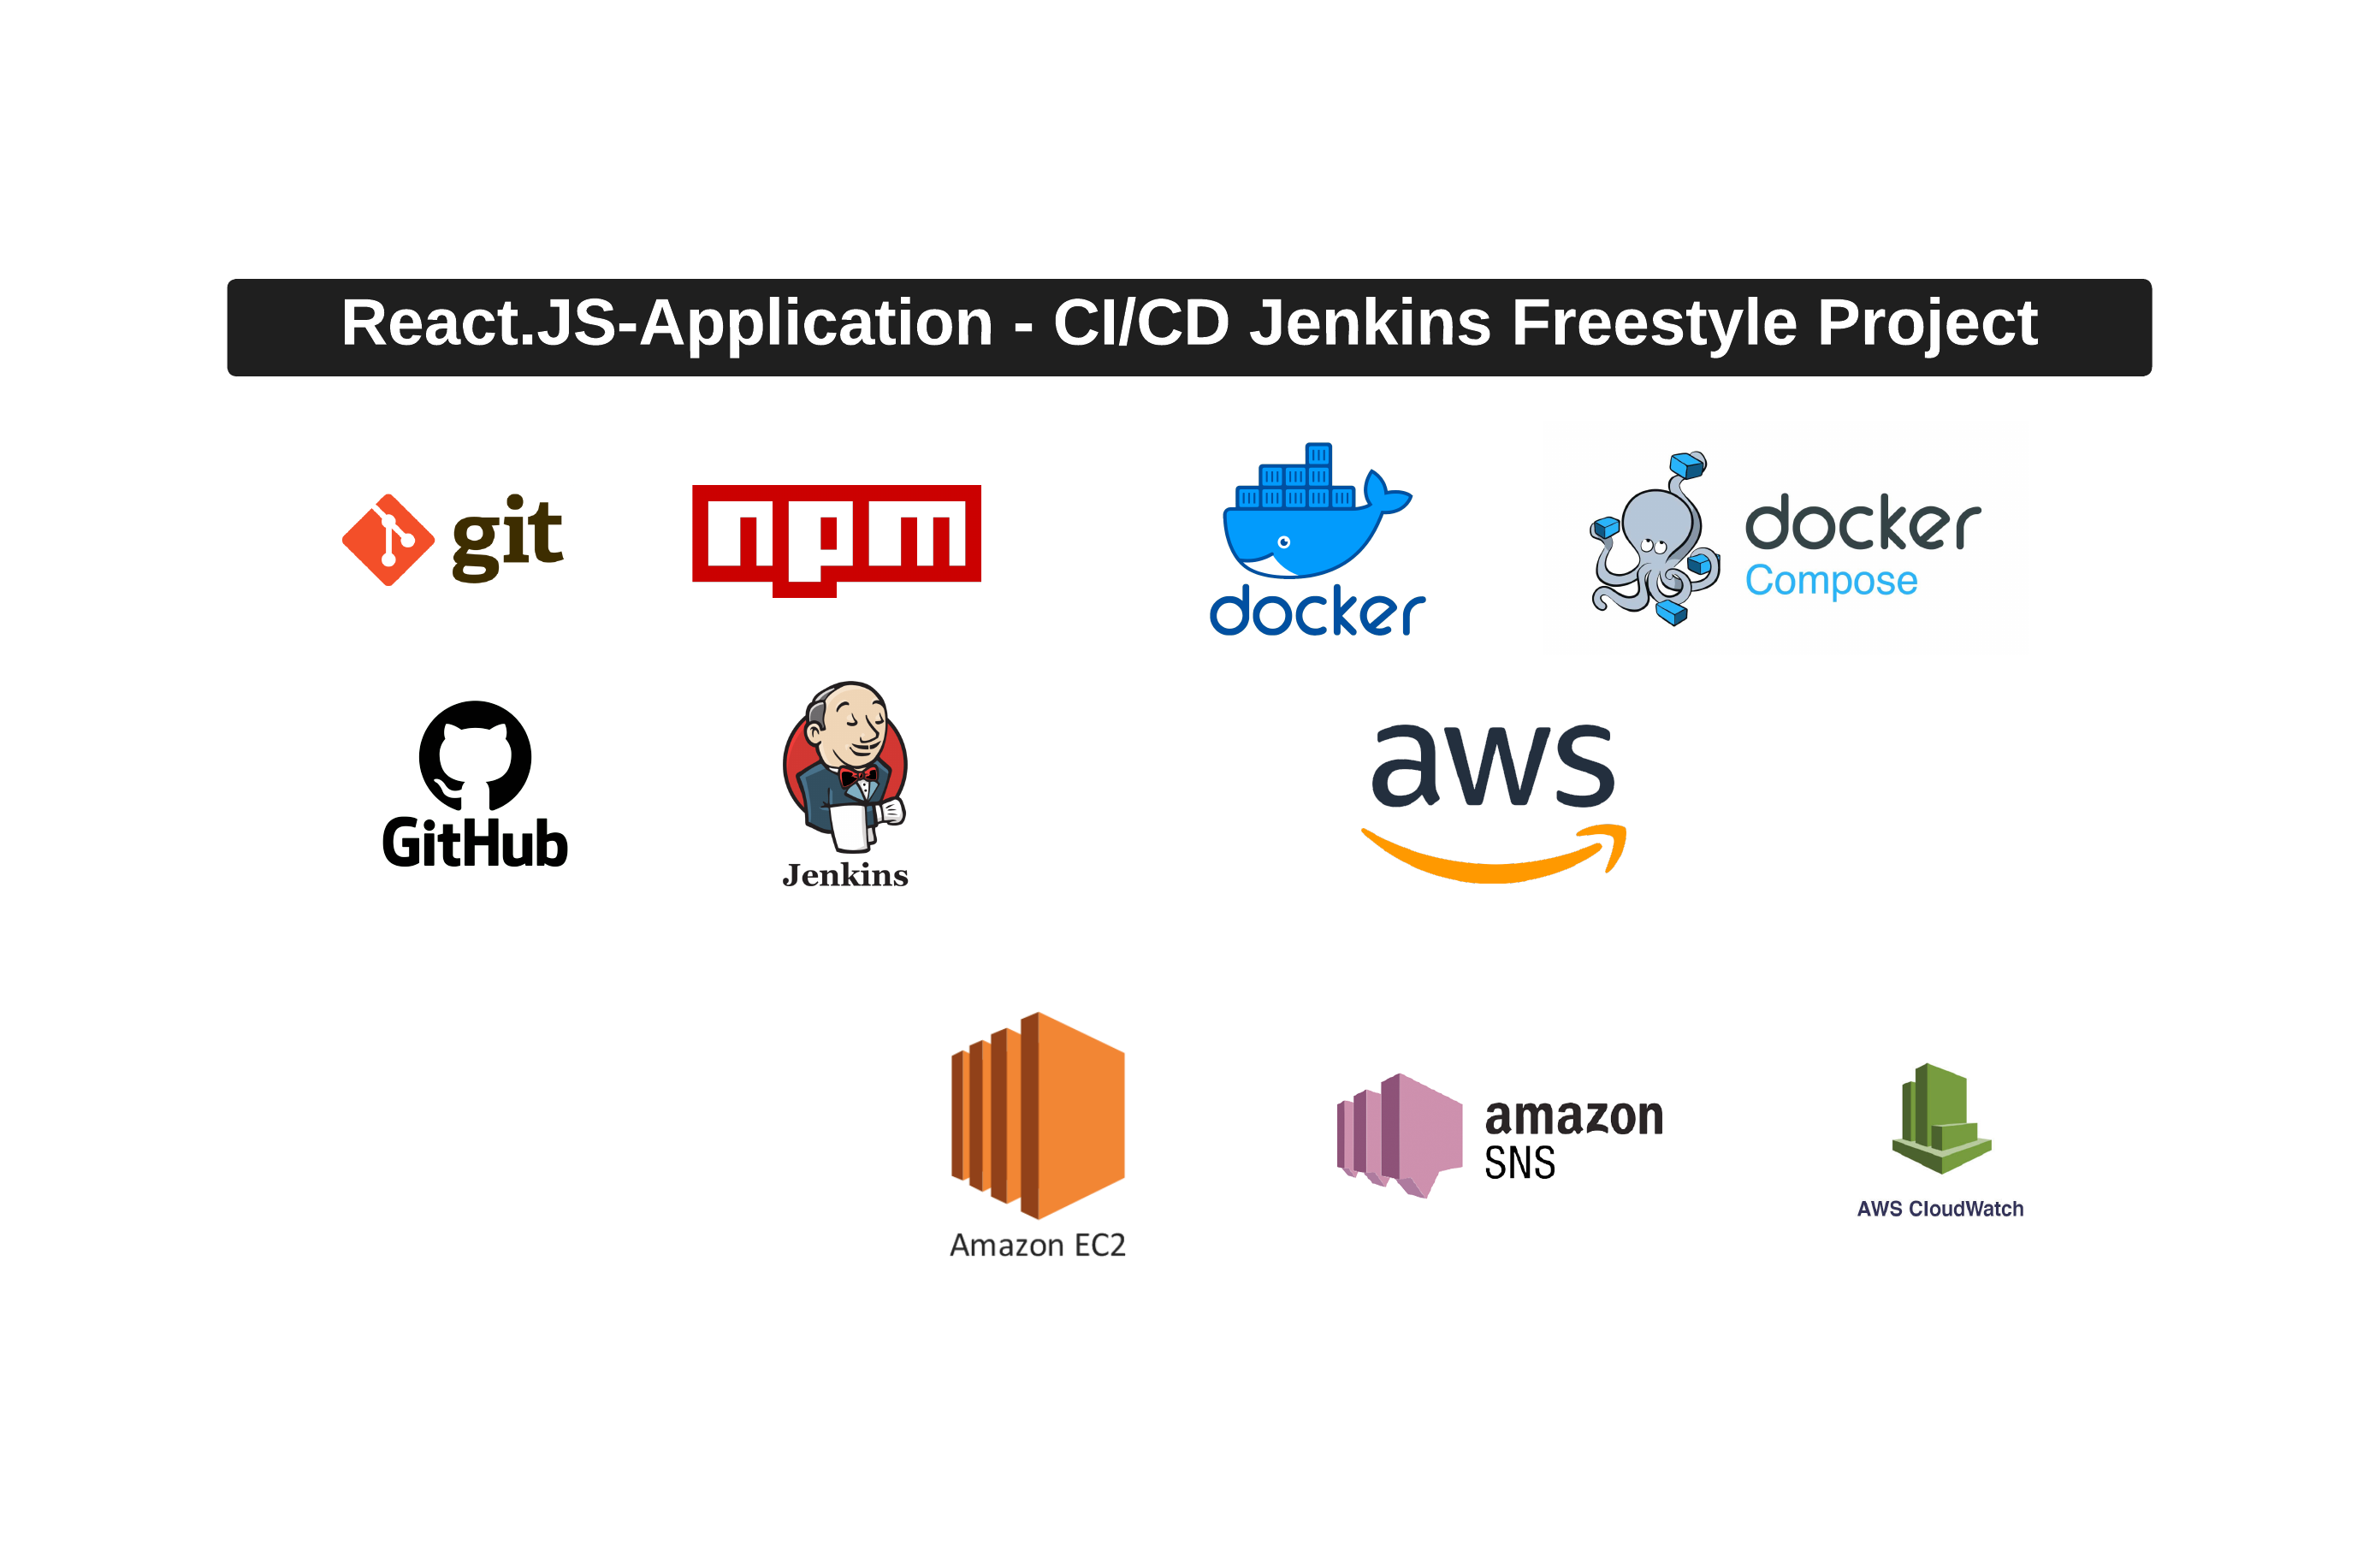 React.JS-Application - CI/CD Jenkins Freestyle Project
git
npm
docker
docker
Compose
GitHub
Jenkins
aws
Amazon EC2
amazon
SNS
AWS CloudWatch